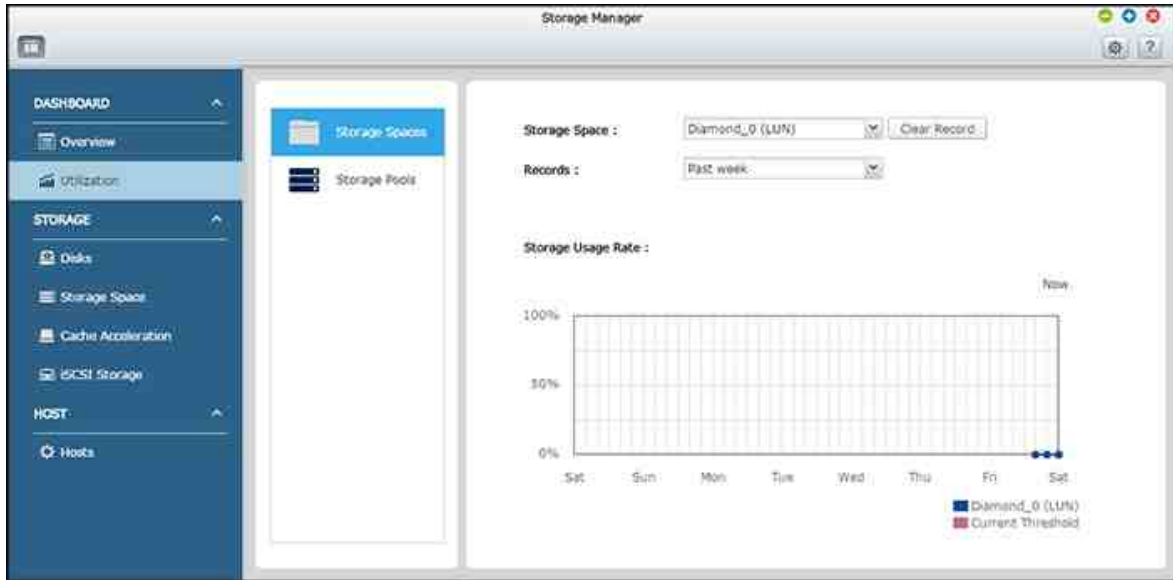 Storage Manager
?
DASHBOARD
Overview
Utilization
STORAGE
Disks
Storage Space
Cache Acceleration
iSCSI Storage
HOST
Hosts
Storage Spaces
Storage Pools
Storage Space : Diamond_0 (LUN) Clear Record
Records : Past week
Storage Usage Rate :
Now
100%
50%
0%
Sat Sun Mon Tue Wed Thu Fri Sat
Diamond_0 (LUN)
Current Threshold